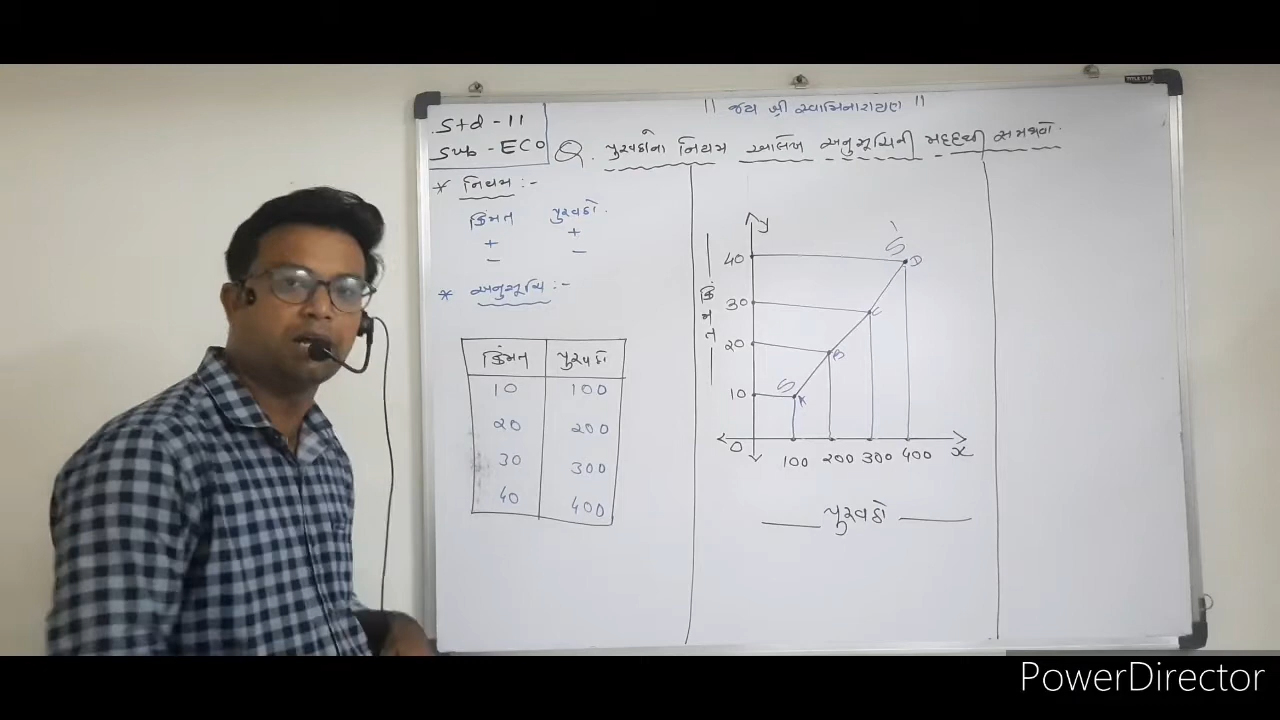 TITLE TIP
|| જય શ્રી સ્વામિનારાયણ ||
Std - 11
Sub - ECO
Q. પુરવઠાનો નિયમ આલેખ અનુસૂચિની મદદથી સમજાવો.
* નિયમ :-
કિંમત પુરવઠો.
+ +
- -
* અનુસૂચિ :-
કિંમત પુરવઠો
10 100
20 200
30 300
40 400
y
S'
40 D
30 C
20 B
S
10 A
0 100 200 300 400 x
કિંમત
પુરવઠો
PowerDirector